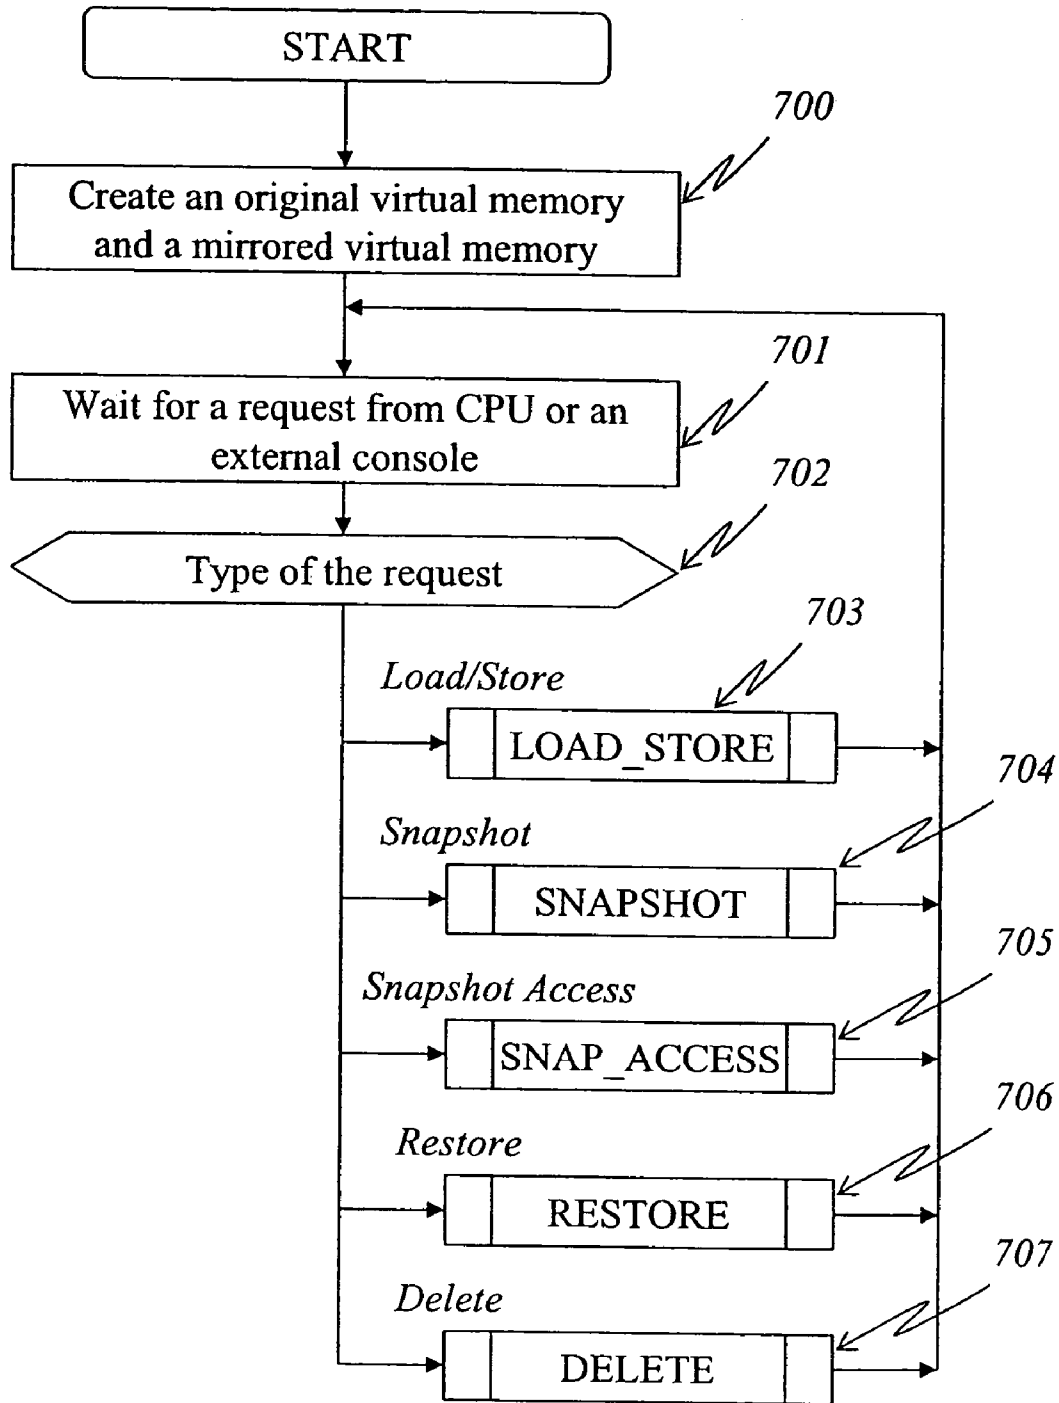 START
700
Create an original virtual memory
and a mirrored virtual memory
701
Wait for a request from CPU or an
external console
702
Type of the request
703
Load/Store
LOAD_STORE
704
Snapshot
SNAPSHOT
705
Snapshot Access
SNAP_ACCESS
706
Restore
RESTORE
707
Delete
DELETE